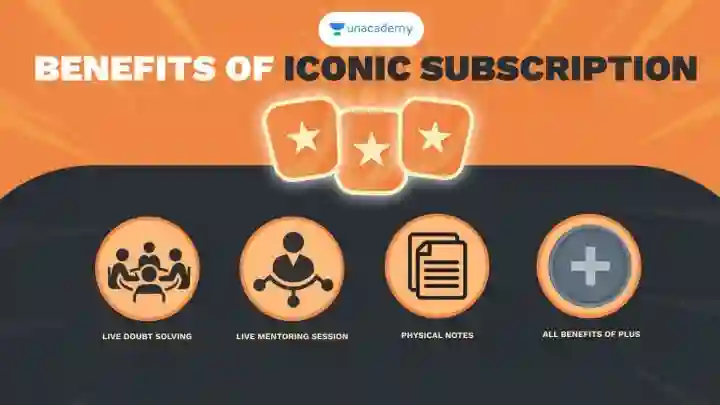 unacademy
BENEFITS OF ICONIC SUBSCRIPTION
LIVE DOUBT SOLVING
LIVE MENTORING SESSION
PHYSICAL NOTES
ALL BENEFITS OF PLUS